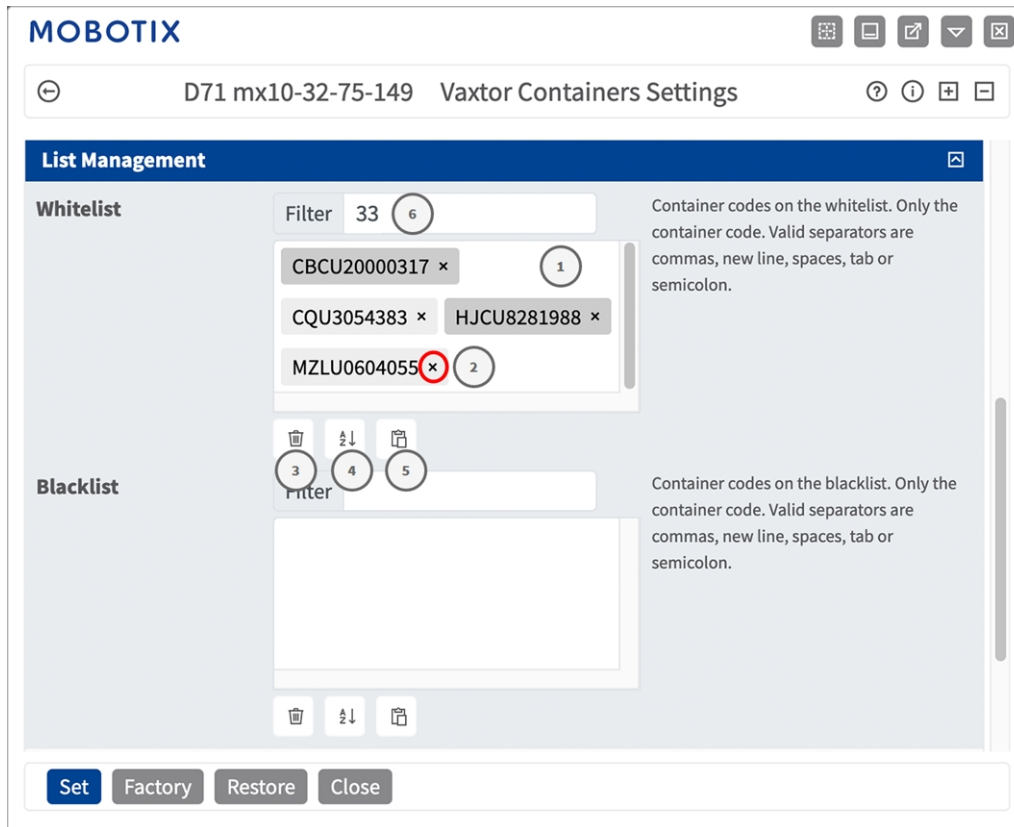 MOBOTIX
D71 mx10-32-75-149 Vaxtor Containers Settings
List Management
Whitelist
Filter 33 6
CBCU20000317 × 1
CQU3054383 × HJCU8281988 ×
MZLU0604055 × 2
Container codes on the whitelist. Only the
container code. Valid separators are
commas, new line, spaces, tab or
semicolon.
A Z
3 4 5
Blacklist
Filter
Container codes on the blacklist. Only the
container code. Valid separators are
commas, new line, spaces, tab or
semicolon.
A Z
Set Factory Restore Close